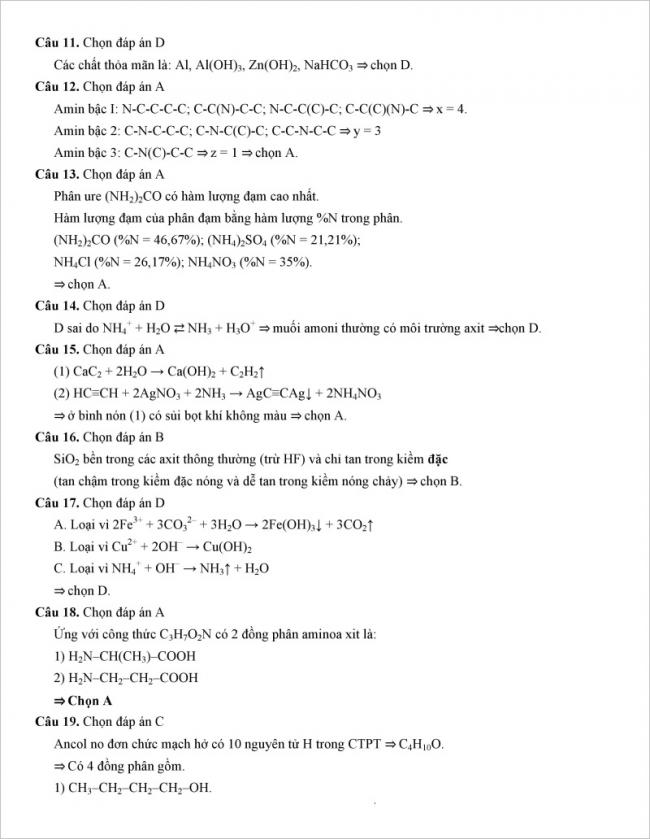 Câu 11. Chọn đáp án D
Các chất thỏa mãn là: Al, Al(OH)₃, Zn(OH)₂, NaHCO₃ ⇒ chọn D.
Câu 12. Chọn đáp án A
Amin bậc I: N-C-C-C-C; C-C(N)-C-C; N-C-C(C)-C; C-C(C)(N)-C ⇒ x = 4.
Amin bậc 2: C-N-C-C-C; C-N-C(C)-C; C-C-N-C-C ⇒ y = 3
Amin bậc 3: C-N(C)-C-C ⇒ z = 1 ⇒ chọn A.
Câu 13. Chọn đáp án A
Phân ure (NH₂)₂CO có hàm lượng đạm cao nhất.
Hàm lượng đạm của phân đạm bằng hàm lượng %N trong phân.
(NH₂)₂CO (%N = 46,67%); (NH₄)₂SO₄ (%N = 21,21%);
NH₄Cl (%N = 26,17%); NH₄NO₃ (%N = 35%).
⇒ chọn A.
Câu 14. Chọn đáp án D
D sai do NH₄⁺ + H₂O ⇄ NH₃ + H₃O⁺ ⇒ muối amoni thường có môi trường axit ⇒chọn D.
Câu 15. Chọn đáp án A
(1) CaC₂ + 2H₂O → Ca(OH)₂ + C₂H₂↑
(2) HC≡CH + 2AgNO₃ + 2NH₃ → AgC≡CAg↓ + 2NH₄NO₃
⇒ ở bình nón (1) có sủi bọt khí không màu ⇒ chọn A.
Câu 16. Chọn đáp án B
SiO₂ bền trong các axit thông thường (trừ HF) và chỉ tan trong kiềm đặc
(tan chậm trong kiềm đặc nóng và dễ tan trong kiềm nóng chảy) ⇒ chọn B.
Câu 17. Chọn đáp án D
A. Loại vì 2Fe³⁺ + 3CO₃²⁻ + 3H₂O → 2Fe(OH)₃↓ + 3CO₂↑
B. Loại vì Cu²⁺ + 2OH⁻ → Cu(OH)₂
C. Loại vì NH₄⁺ + OH⁻ → NH₃↑ + H₂O
⇒ chọn D.
Câu 18. Chọn đáp án A
Ứng với công thức C₃H₇O₂N có 2 đồng phân aminoa xit là:
1) H₂N–CH(CH₃)–COOH
2) H₂N–CH₂–CH₂–COOH
⇒ Chọn A
Câu 19. Chọn đáp án C
Ancol no đơn chức mạch hở có 10 nguyên tử H trong CTPT ⇒ C₄H₁₀O.
⇒ Có 4 đồng phân gồm.
1) CH₃–CH₂–CH₂–CH₂–OH.